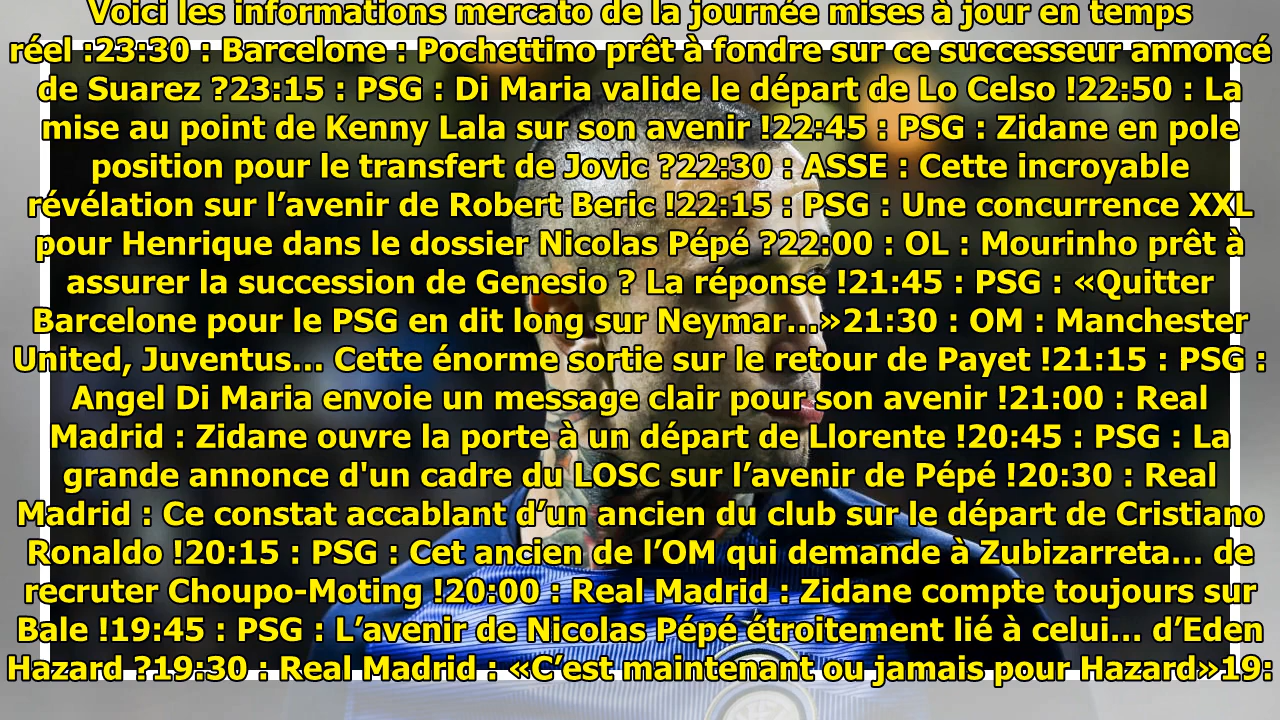 Voici les informations mercato de la journée mises à jour en temps
réel :23:30 : Barcelone : Pochettino prêt à fondre sur ce successeur annoncé
de Suarez ?23:15 : PSG : Di Maria valide le départ de Lo Celso !22:50 : La
mise au point de Kenny Lala sur son avenir !22:45 : PSG : Zidane en pole
position pour le transfert de Jovic ?22:30 : ASSE : Cette incroyable
révélation sur l’avenir de Robert Beric !22:15 : PSG : Une concurrence XXL
pour Henrique dans le dossier Nicolas Pépé ?22:00 : OL : Mourinho prêt à
assurer la succession de Genesio ? La réponse !21:45 : PSG : «Quitter
Barcelone pour le PSG en dit long sur Neymar...»21:30 : OM : Manchester
United, Juventus... Cette énorme sortie sur le retour de Payet !21:15 : PSG :
Angel Di Maria envoie un message clair pour son avenir !21:00 : Real
Madrid : Zidane ouvre la porte à un départ de Llorente !20:45 : PSG : La
grande annonce d'un cadre du LOSC sur l’avenir de Pépé !20:30 : Real
Madrid : Ce constat accablant d’un ancien du club sur le départ de Cristiano
Ronaldo !20:15 : PSG : Cet ancien de l’OM qui demande à Zubizarreta... de
recruter Choupo-Moting !20:00 : Real Madrid : Zidane compte toujours sur
Bale !19:45 : PSG : L’avenir de Nicolas Pépé étroitement lié à celui... d’Eden
Hazard ?19:30 : Real Madrid : «C’est maintenant ou jamais pour Hazard»19: